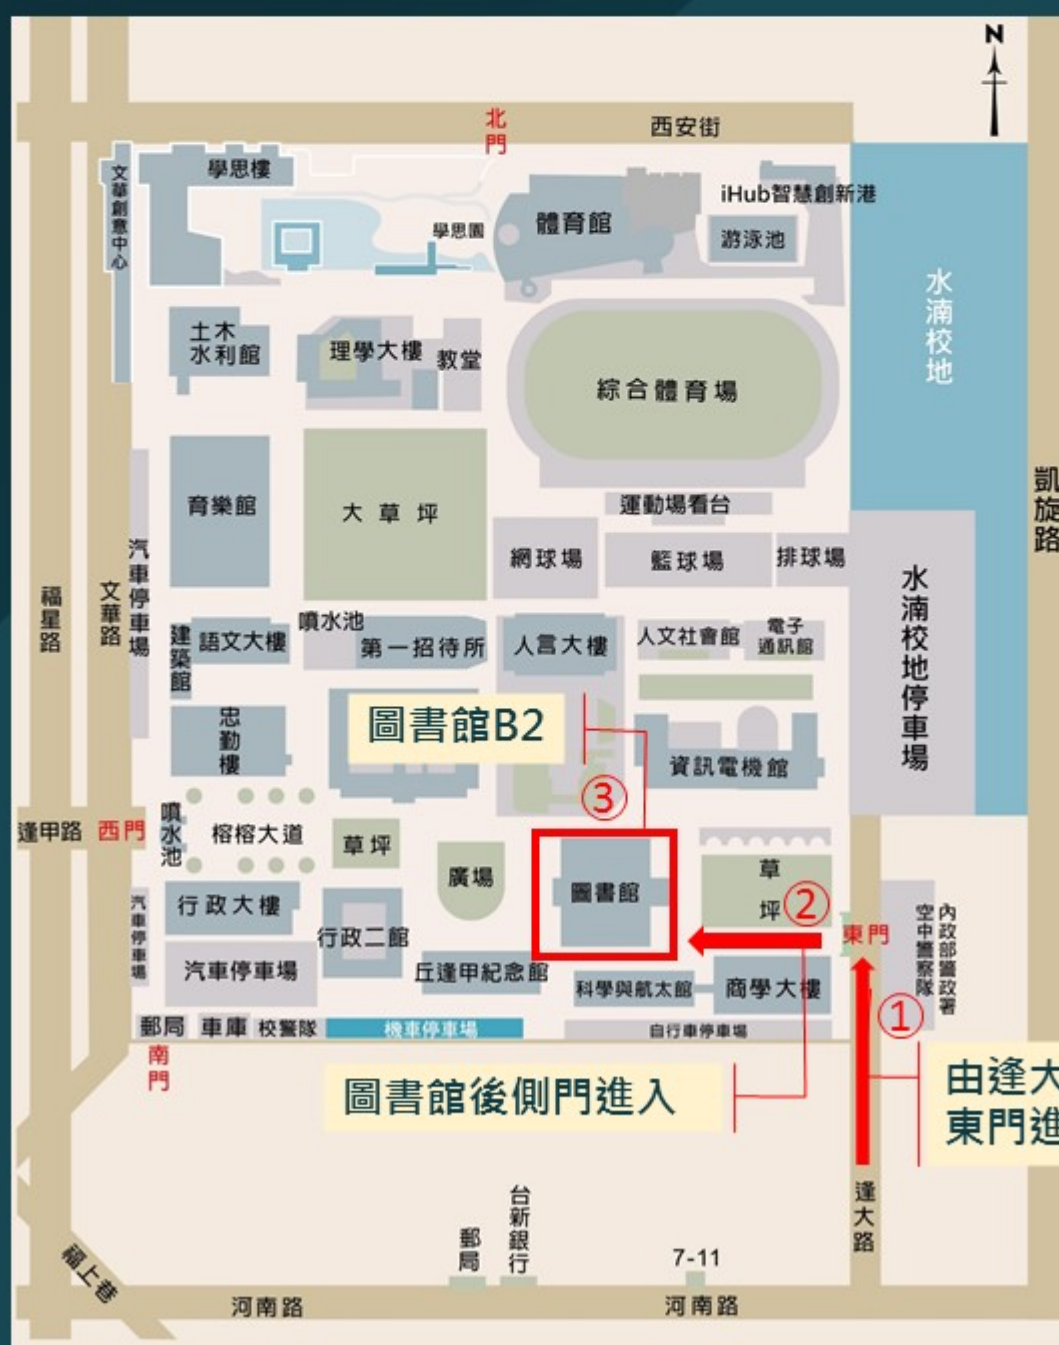 N
北門
西安街
學思樓
文華創意中心
學思園
體育館
iHub智慧創新港
游泳池
水湳校地
土木
水利館
理學大樓
教堂
綜合體育場
凱旋路
育樂館
大草坪
運動場看台
汽車停車場
網球場
籃球場
排球場
水湳校地停車場
福星路
文華路
建築館
語文大樓
噴水池
第一招待所
人言大樓
人文社會館
電子
通訊館
忠勤樓
圖書館B2
資訊電機館
③
逢甲路
西門
噴水池
榕榕大道
草坪
廣場
圖書館
草坪
②
東門
內政部警政署
空中警察隊
汽車停車場
行政大樓
行政二館
汽車停車場
丘逢甲紀念館
科學與航太館
商學大樓
①
郵局
車庫
校警隊
機車停車場
自行車停車場
南門
圖書館後側門進入
由逢大
東門進
逢大路
台新銀行
郵局
7-11
福上巷
河南路
河南路